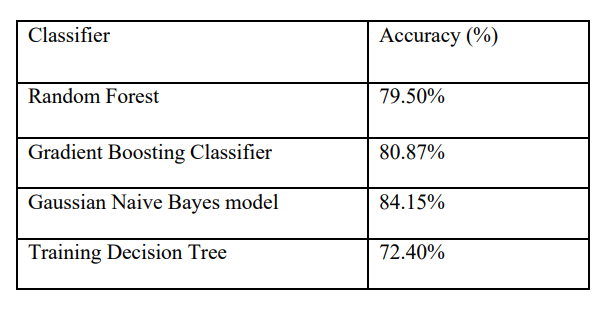 Classifier Accuracy (%)
Random Forest 79.50%
Gradient Boosting Classifier 80.87%
Gaussian Naive Bayes model 84.15%
Training Decision Tree 72.40%